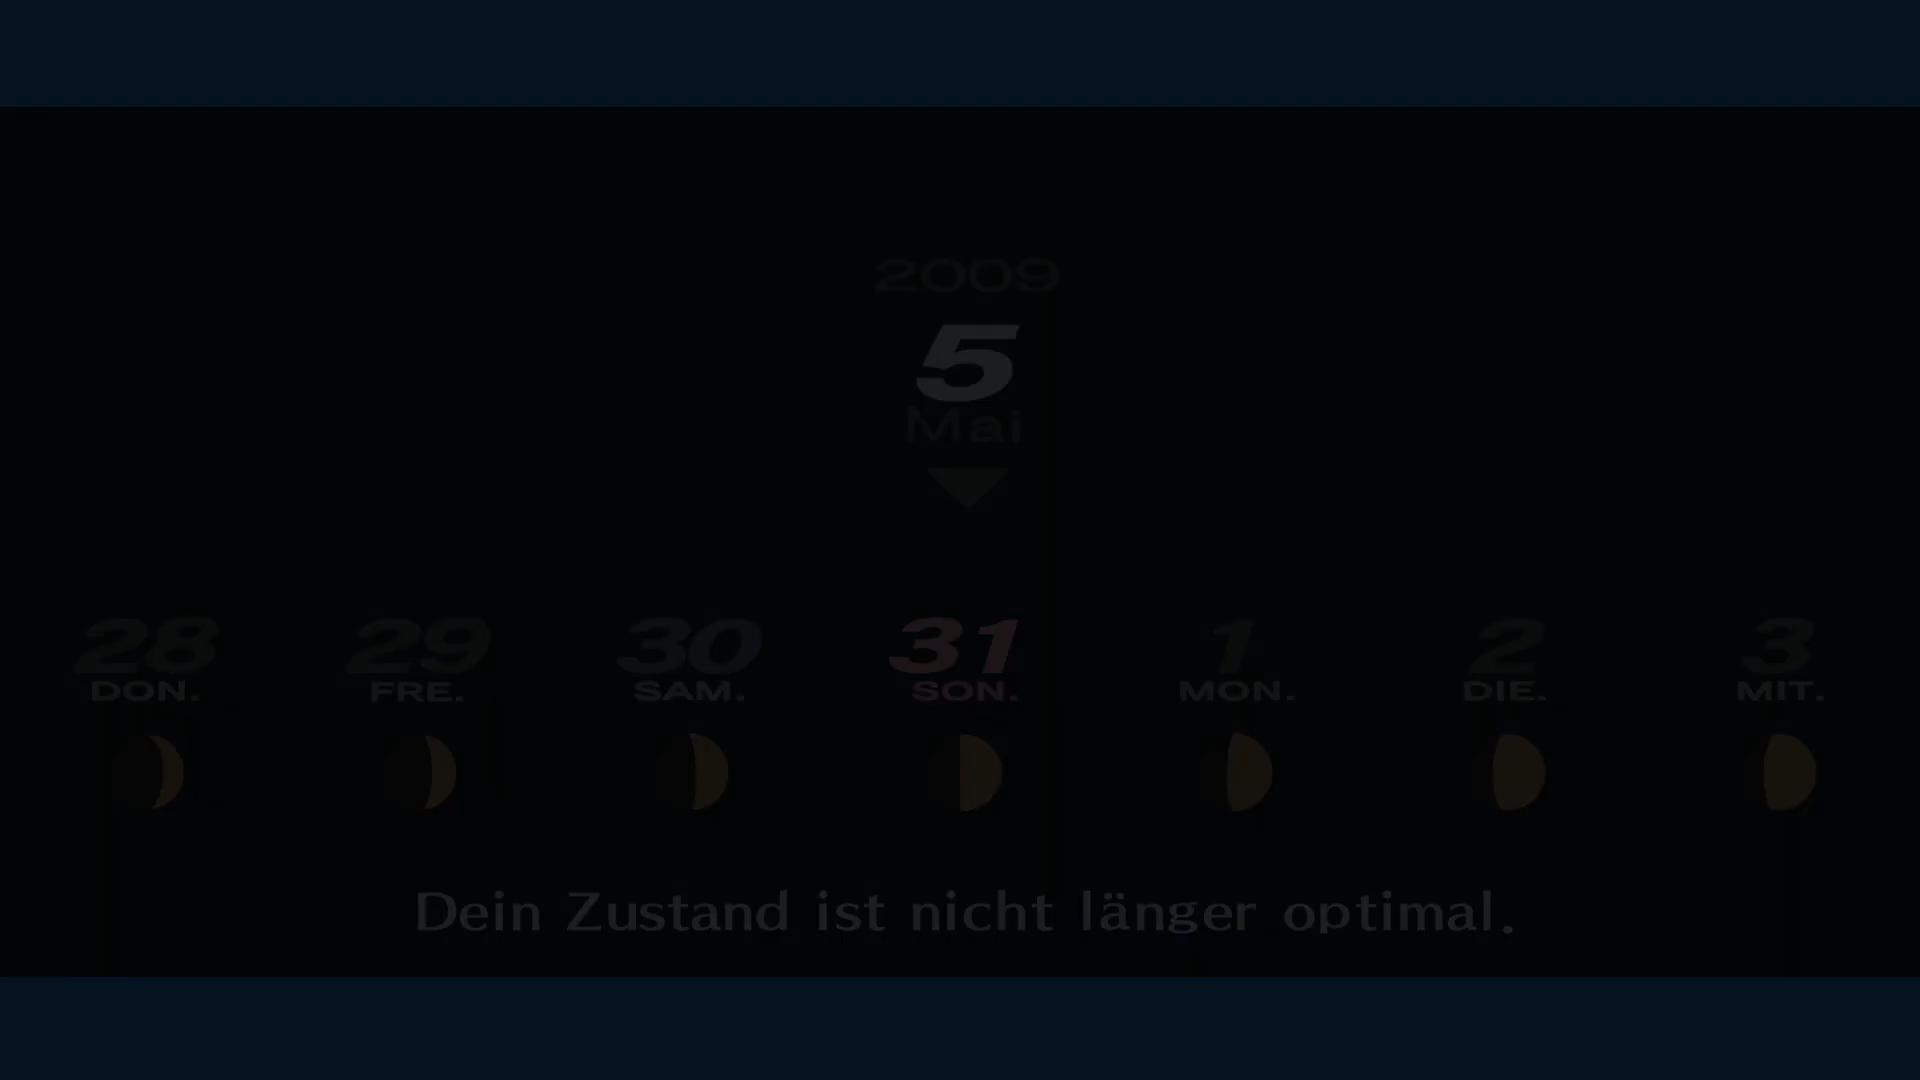 2009
5
Mai
28 29 30 31 1 2 3
DON. FRE. SAM. SON. MON. DIE. MIT.
Dein Zustand ist nicht länger optimal.